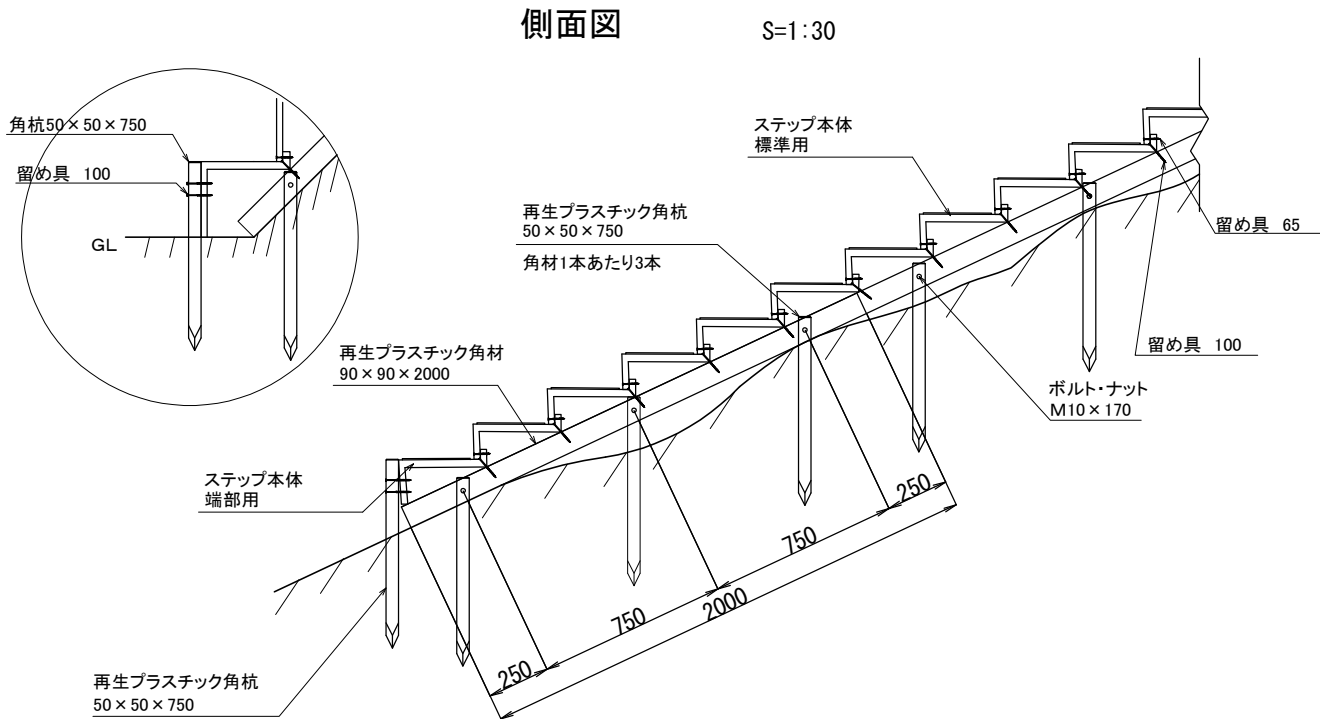 側面図
S=1:30
角杭50×50×750
留め具 100
GL
ステップ本体
標準用
再生プラスチック角杭
50×50×750
角材1本あたり3本
留め具 65
留め具 100
ボルト・ナット
M10×170
再生プラスチック角材
90×90×2000
ステップ本体
端部用
250
750
2000
750
250
再生プラスチック角杭
50×50×750